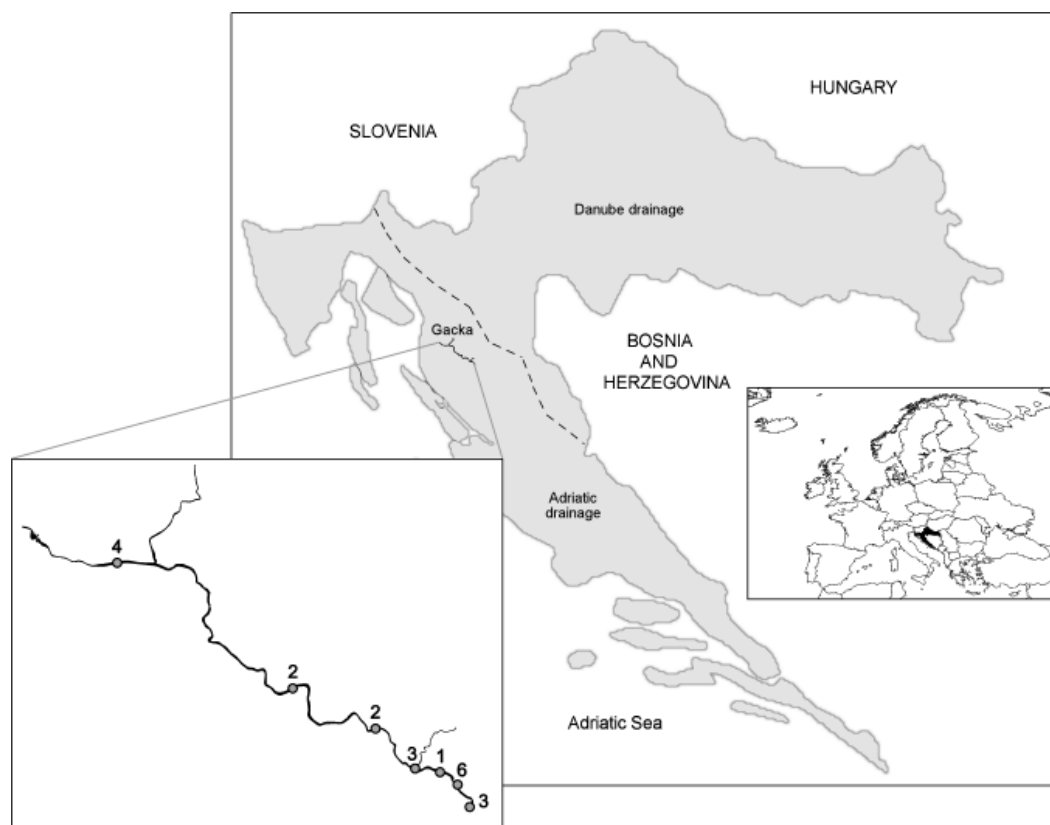 HUNGARY
SLOVENIA
Danube drainage
Gacka
BOSNIA
AND
HERZEGOVINA
Adriatic
drainage
4
2
2
3
1
6
3
Adriatic Sea